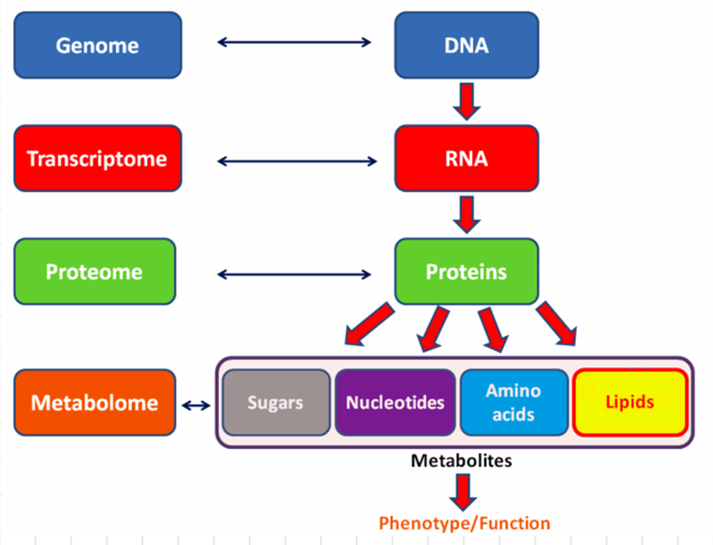 Genome
DNA
Transcriptome
RNA
Proteome
Proteins
Metabolome
Sugars
Nucleotides
Amino
acids
Lipids
Metabolites
Phenotype/Function